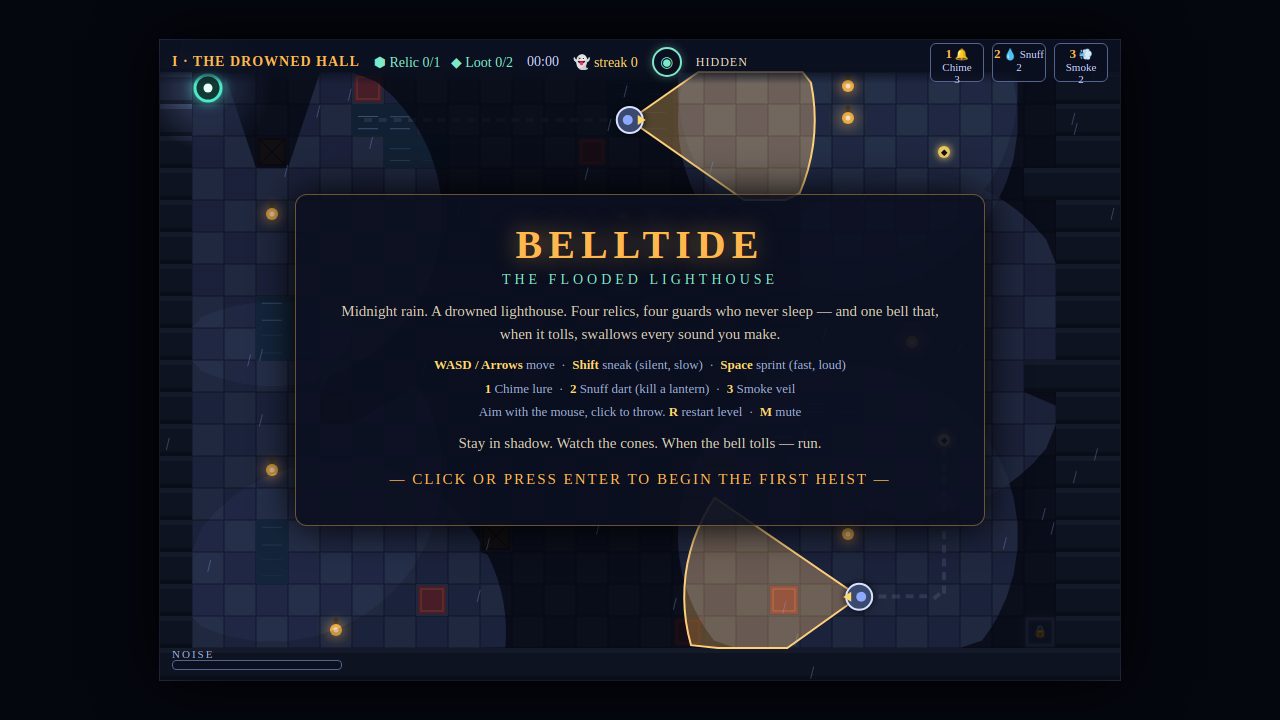 I · THE DROWNED HALL
⬢ Relic 0/1
◆ Loot 0/2
00:00
👻 streak 0
HIDDEN
1 🔔 Chime 3
2 💧 Snuff 2
3 💨 Smoke 2
BELLTIDE
THE FLOODED LIGHTHOUSE
Midnight rain. A drowned lighthouse. Four relics, four guards who never sleep — and one bell that,
when it tolls, swallows every sound you make.
WASD / Arrows move · Shift sneak (silent, slow) · Space sprint (fast, loud)
1 Chime lure · 2 Snuff dart (kill a lantern) · 3 Smoke veil
Aim with the mouse, click to throw. R restart level · M mute
Stay in shadow. Watch the cones. When the bell tolls — run.
— CLICK OR PRESS ENTER TO BEGIN THE FIRST HEIST —
NOISE